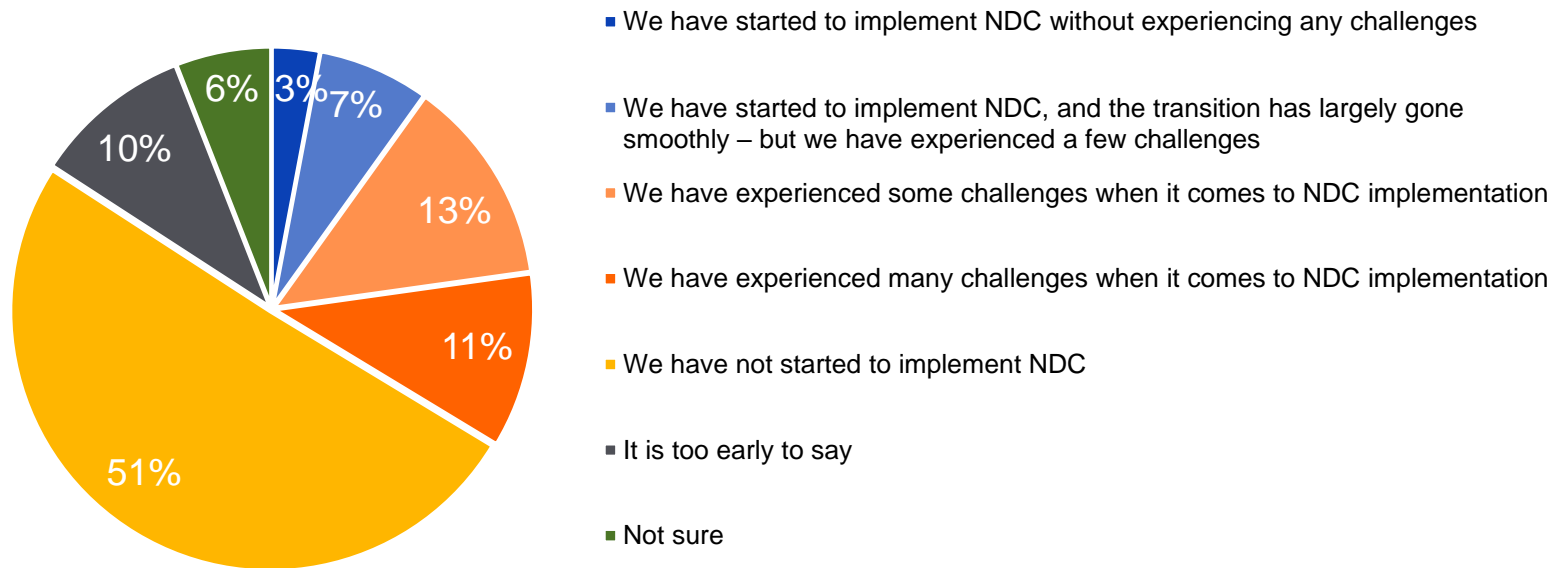 We have started to implement NDC without experiencing any challenges
We have started to implement NDC, and the transition has largely gone
smoothly – but we have experienced a few challenges
We have experienced some challenges when it comes to NDC implementation
We have experienced many challenges when it comes to NDC implementation
We have not started to implement NDC
It is too early to say
Not sure
3%
7%
13%
11%
51%
10%
6%